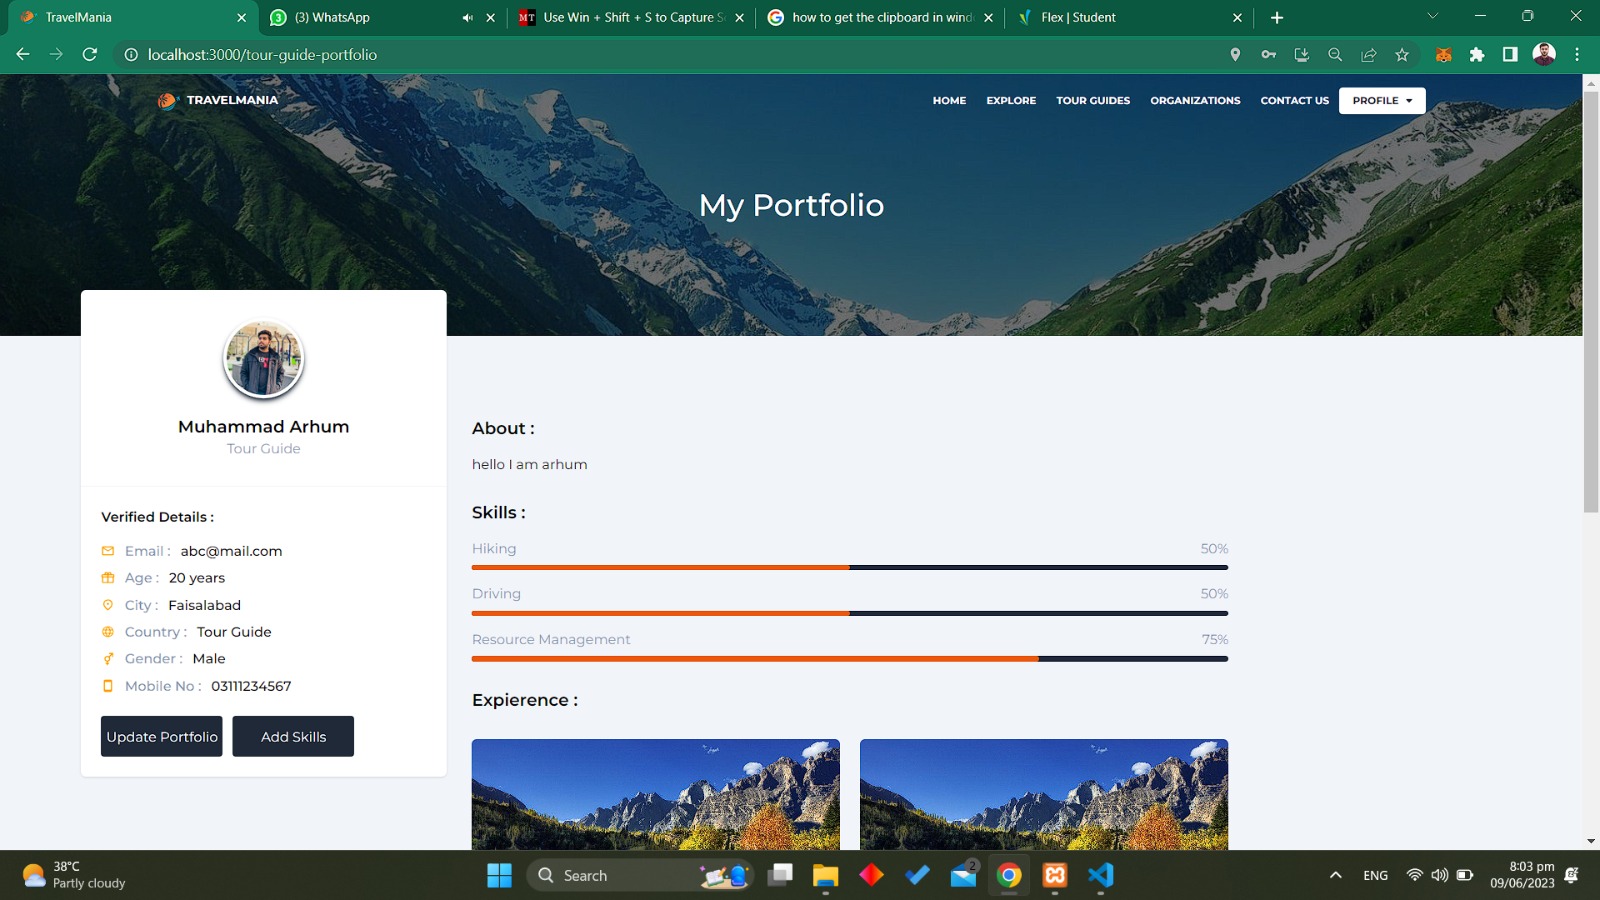 TravelMania
(3) WhatsApp
Use Win + Shift + S to Capture S
how to get the clipboard in wind
Flex | Student
localhost:3000/tour-guide-portfolio
TRAVELMANIA
HOME
EXPLORE
TOUR GUIDES
ORGANIZATIONS
CONTACT US
PROFILE
My Portfolio
Muhammad Arhum
Tour Guide
Verified Details :
Email : abc@mail.com
Age : 20 years
City : Faisalabad
Country : Tour Guide
Gender : Male
Mobile No : 03111234567
Update Portfolio
Add Skills
About :
hello I am arhum
Skills :
Hiking 50%
Driving 50%
Resource Management 75%
Expierence :
38°C
Partly cloudy
Search
2
ENG
8:03 pm
09/06/2023